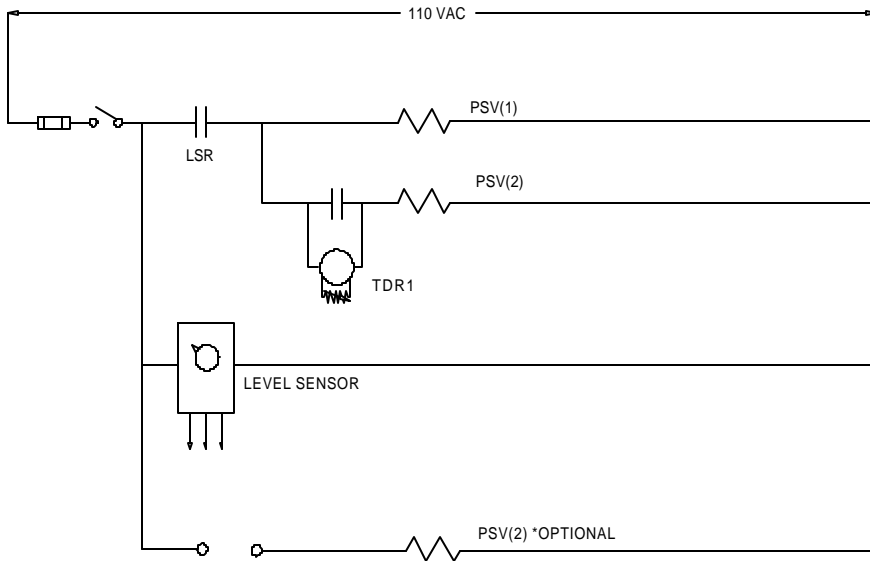 110 VAC
PSV(1)
LSR
PSV(2)
TDR1
LEVEL SENSOR
PSV(2) *OPTIONAL